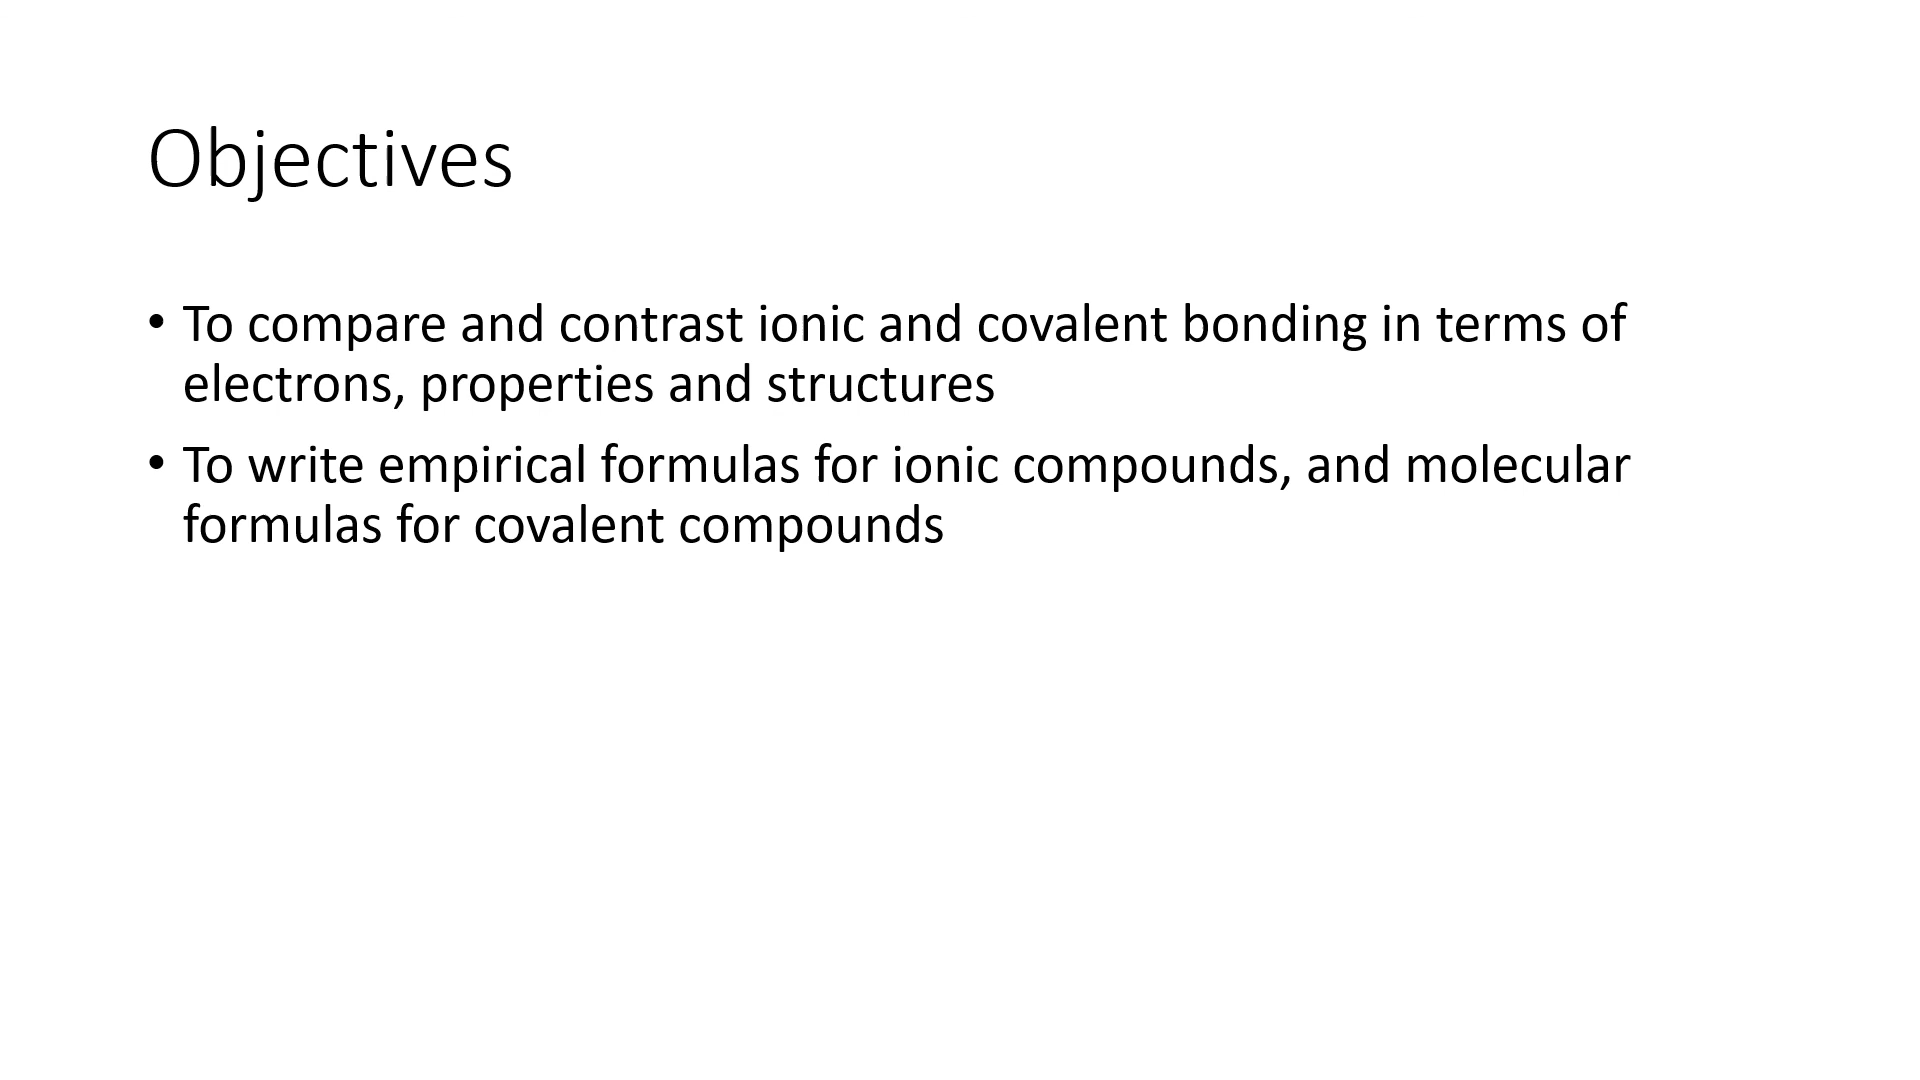 Objectives
• To compare and contrast ionic and covalent bonding in terms of
electrons, properties and structures
• To write empirical formulas for ionic compounds, and molecular
formulas for covalent compounds